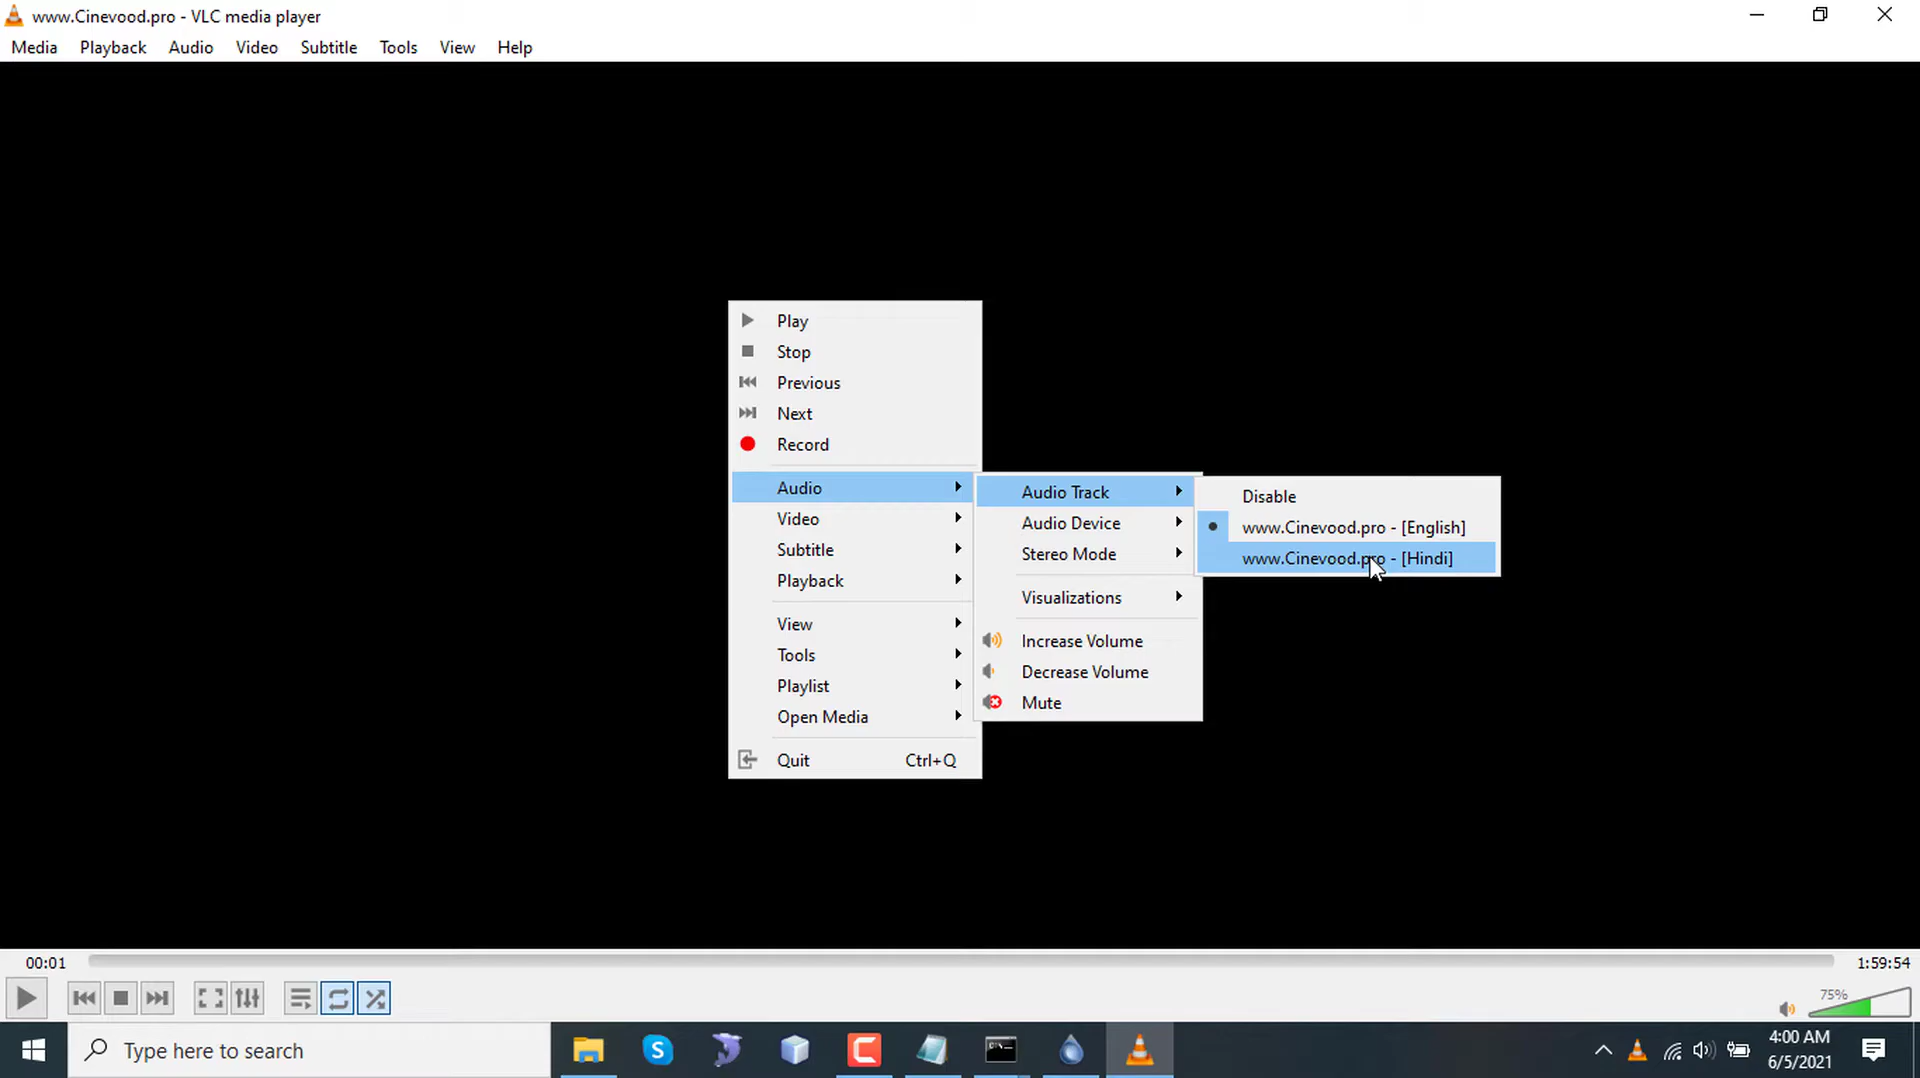 www.Cinevood.pro - VLC media player
Media Playback Audio Video Subtitle Tools View Help
Play
Stop
Previous
Next
Record
Audio
Video
Subtitle
Playback
View
Tools
Playlist
Open Media
Quit Ctrl+Q
Audio Track
Audio Device
Stereo Mode
Visualizations
Increase Volume
Decrease Volume
Mute
Disable
www.Cinevood.pro - [English]
www.Cinevood.pro - [Hindi]
00:01
1:59:54
75%
Type here to search
S
C
4:00 AM
6/5/2021